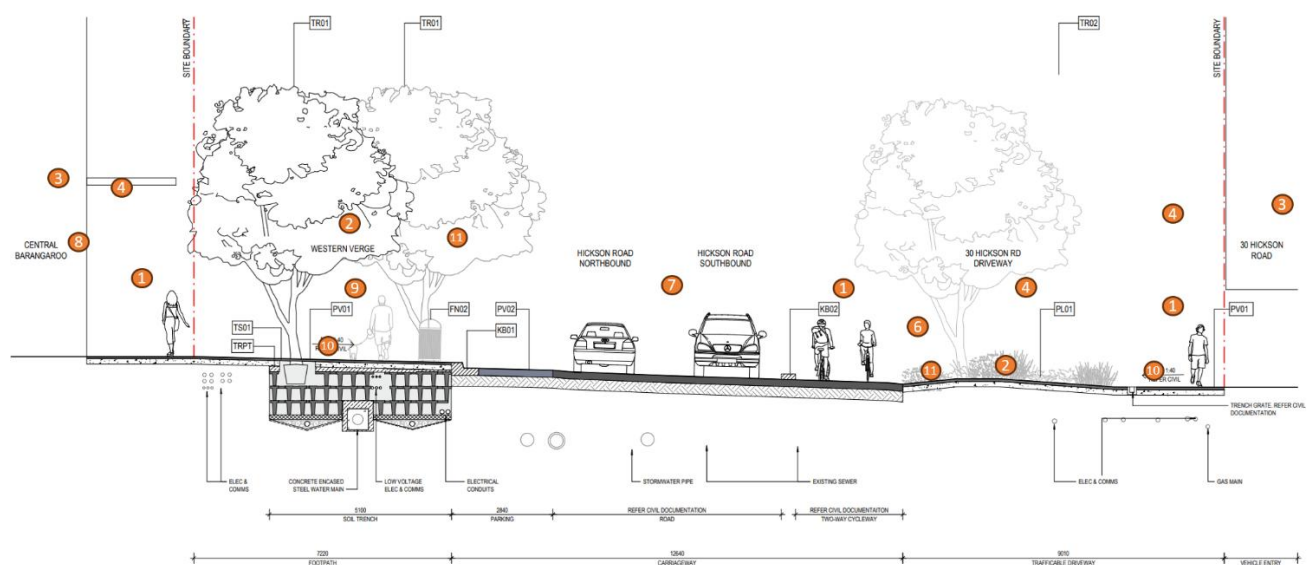 TR01
TR01
TR02
SITE BOUNDARY
SITE BOUNDARY
3
4
2
4
3
8
CENTRAL
BARANGAROO
WESTERN VERGE
11
HICKSON ROAD
NORTHBOUND
HICKSON ROAD
SOUTHBOUND
30 HICKSON RD
DRIVEWAY
30 HICKSON
ROAD
1
9
7
1
4
1
TS01
TRPT
PV01
FN02
PV02
KB01
KB02
PL01
PV01
6
10
11
2
10
1:40
REFER CIVIL
TRENCH GRATE. REFER CIVIL
DOCUMENTATION
ELEC &
COMMS
CONCRETE ENCASED
STEEL WATER MAIN
LOW VOLTAGE
ELEC & COMMS
ELECTRICAL
CONDUITS
STORMWATER PIPE
EXISTING SEWER
ELEC & COMMS
GAS MAIN
5100
SOIL TRENCH
2840
PARKING
REFER CIVIL DOCUMENTATION
ROAD
REFER CIVIL DOCUMENTAITON
TWO-WAY CYCLEWAY
7220
FOOTPATH
12640
CARRIAGEWAY
9010
TRAFFICABLE DRIVEWAY
VEHICLE ENTRY